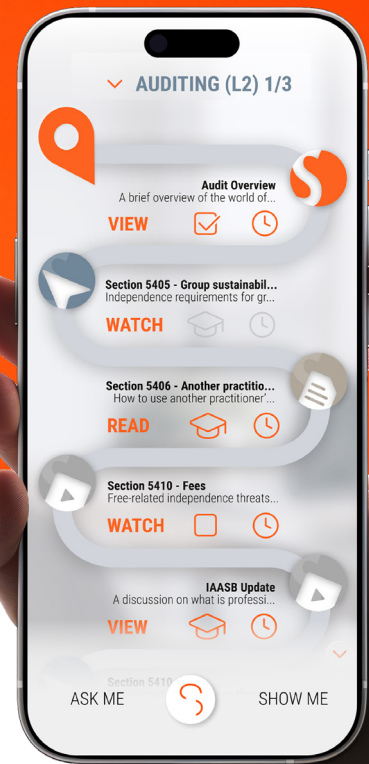 AUDITING (L2) 1/3
Audit Overview
A brief overview of the world of...
VIEW
Section 5405 - Group sustainabil...
Independence requirements for gr...
WATCH
Section 5406 - Another practitio...
How to use another practitioner'...
READ
Section 5410 - Fees
Free-related independence threats...
WATCH
IAASB Update
A discussion on what is professi...
VIEW
Section 5410
ASK ME
SHOW ME